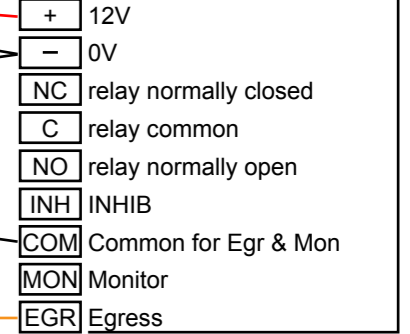 + 12V
– 0V
NC relay normally closed
C relay common
NO relay normally open
INH INHIB
COM Common for Egr & Mon
MON Monitor
EGR Egress